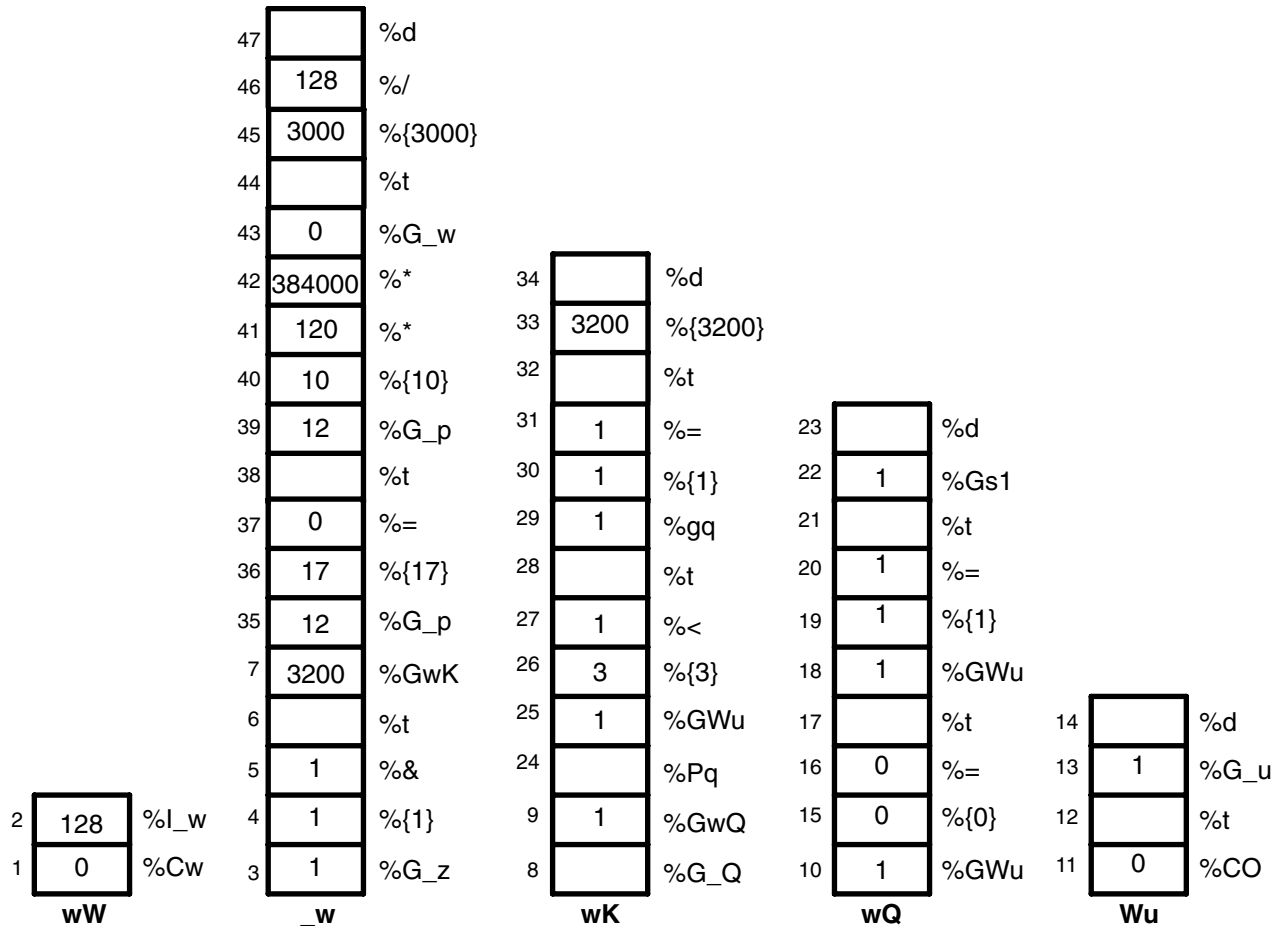 47 %d
46 128 %/
45 3000 %{3000}
44 %t
43 0 %G_w
42 384000 %* 34 %d
41 120 %* 33 3200 %{3200}
40 10 %{10} 32 %t
39 12 %G_p 31 1 %= 23 %d
38 %t 30 1 %{1} 22 1 %Gs1
37 0 %= 29 1 %gq 21 %t
36 17 %{17} 28 %t 20 1 %=
35 12 %G_p 27 1 %< 19 1 %{1}
7 3200 %GwK 26 3 %{3} 18 1 %GWu
6 %t 25 1 %GWu 17 %t 14 %d
5 1 %& 24 %Pq 16 0 %= 13 1 %G_u
2 128 %I_w 4 1 %{1} 9 1 %GwQ 15 0 %{0} 12 %t
1 0 %Cw 3 1 %G_z 8 %G_Q 10 1 %GWu 11 0 %CO
wW _w wK wQ Wu